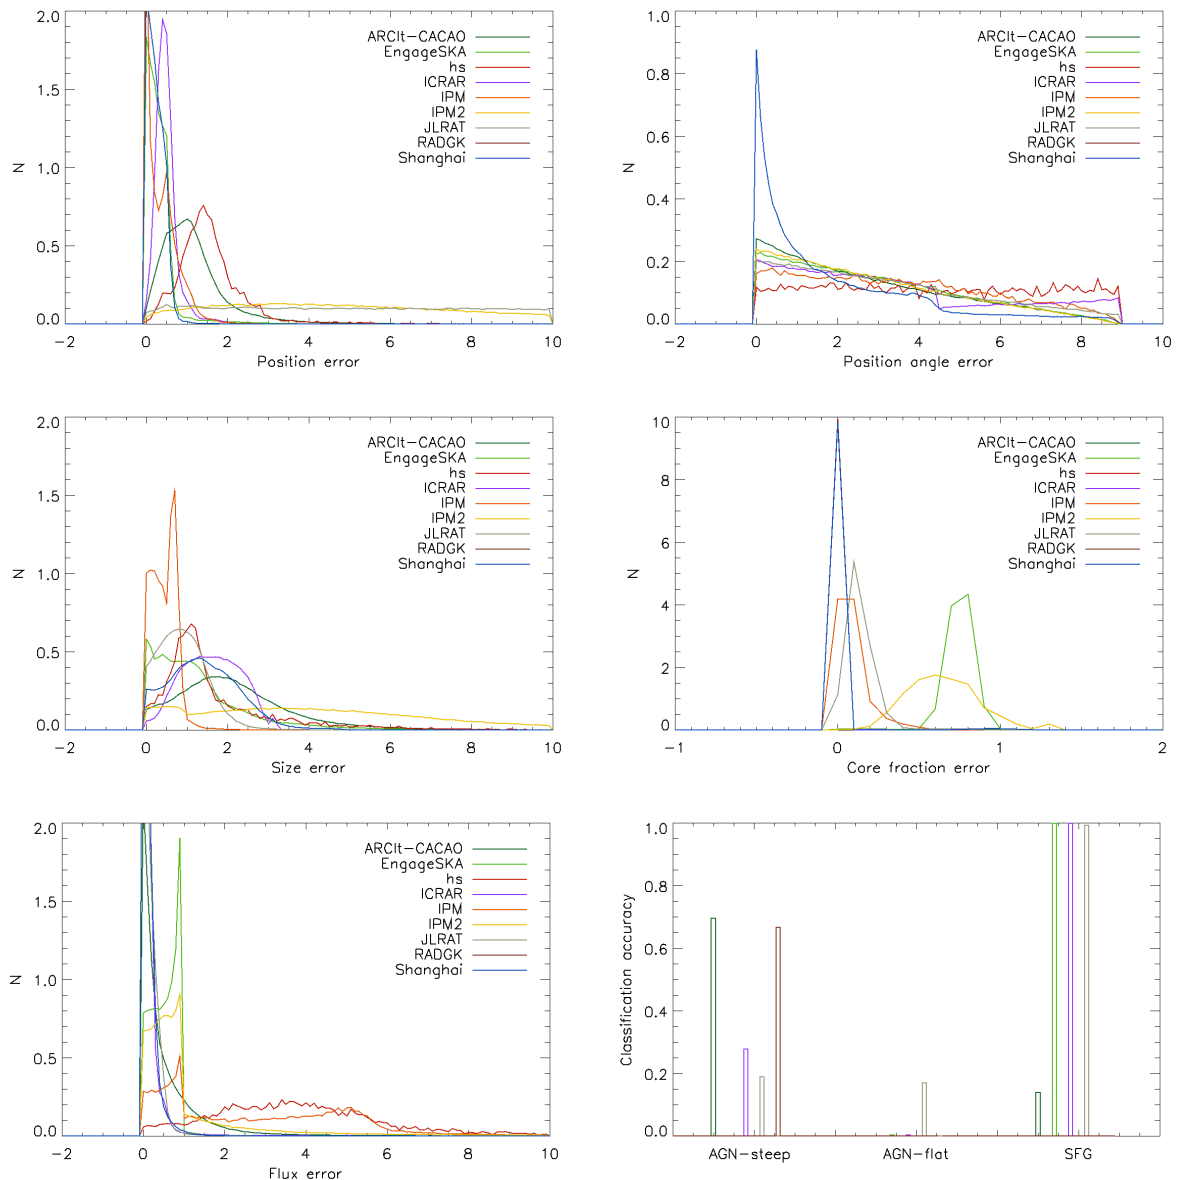 2.0
1.5
1.0
0.5
0.0
N
ARCIt-CACAO
EngageSKA
hs
ICRAR
IPM
IPM2
JLRAT
RADGK
Shanghai
-2 0 2 4 6 8 10
Position error
1.0
0.8
0.6
0.4
0.2
0.0
N
ARCIt-CACAO
EngageSKA
hs
ICRAR
IPM
IPM2
JLRAT
RADGK
Shanghai
-2 0 2 4 6 8 10
Position angle error
2.0
1.5
1.0
0.5
0.0
N
ARCIt-CACAO
EngageSKA
hs
ICRAR
IPM
IPM2
JLRAT
RADGK
Shanghai
-2 0 2 4 6 8 10
Size error
10
8
6
4
2
0
N
ARCIt-CACAO
EngageSKA
hs
ICRAR
IPM
IPM2
JLRAT
RADGK
Shanghai
-1 0 1 2
Core fraction error
2.0
1.5
1.0
0.5
0.0
N
ARCIt-CACAO
EngageSKA
hs
ICRAR
IPM
IPM2
JLRAT
RADGK
Shanghai
-2 0 2 4 6 8 10
Flux error
1.0
0.8
0.6
0.4
0.2
0.0
Classification accuracy
AGN-steep AGN-flat SFG